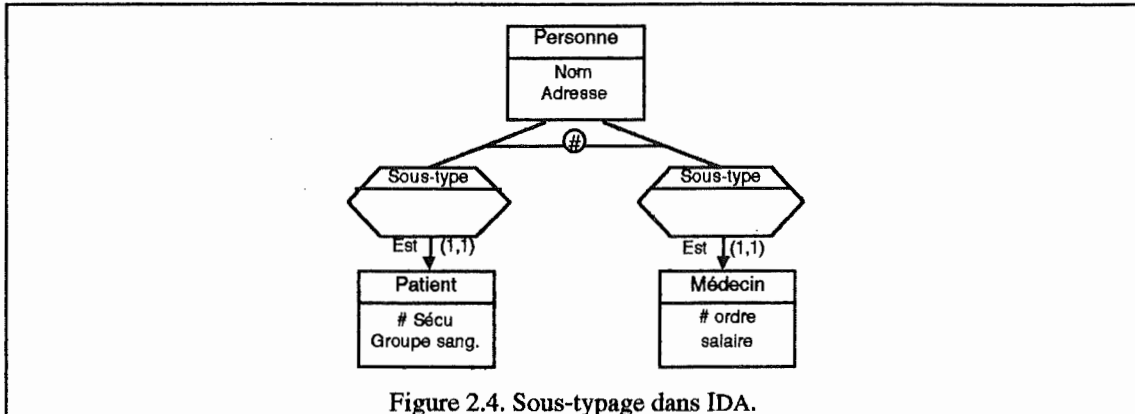 Personne
Nom
Adresse
#
Sous-type
Sous-type
Est (1,1)
Est (1,1)
Patient
# Sécu
Groupe sang.
Médecin
# ordre
salaire
Figure 2.4. Sous-typage dans IDA.